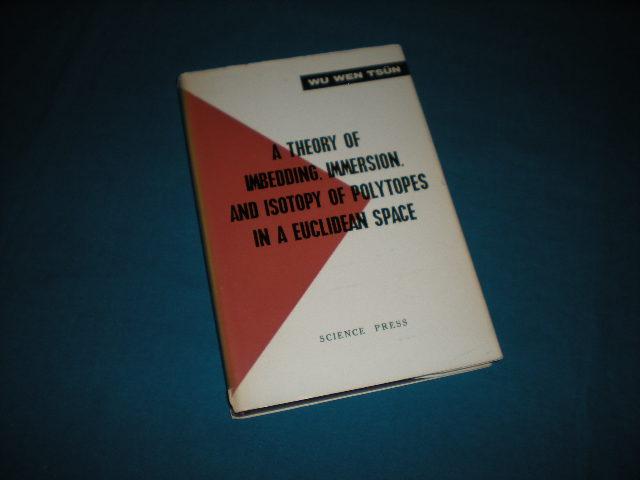 WU WEN TSÜN
A THEORY OF
IMBEDDING, IMMERSION,
AND ISOTOPY OF POLYTOPES
IN A EUCLIDEAN SPACE
SCIENCE PRESS